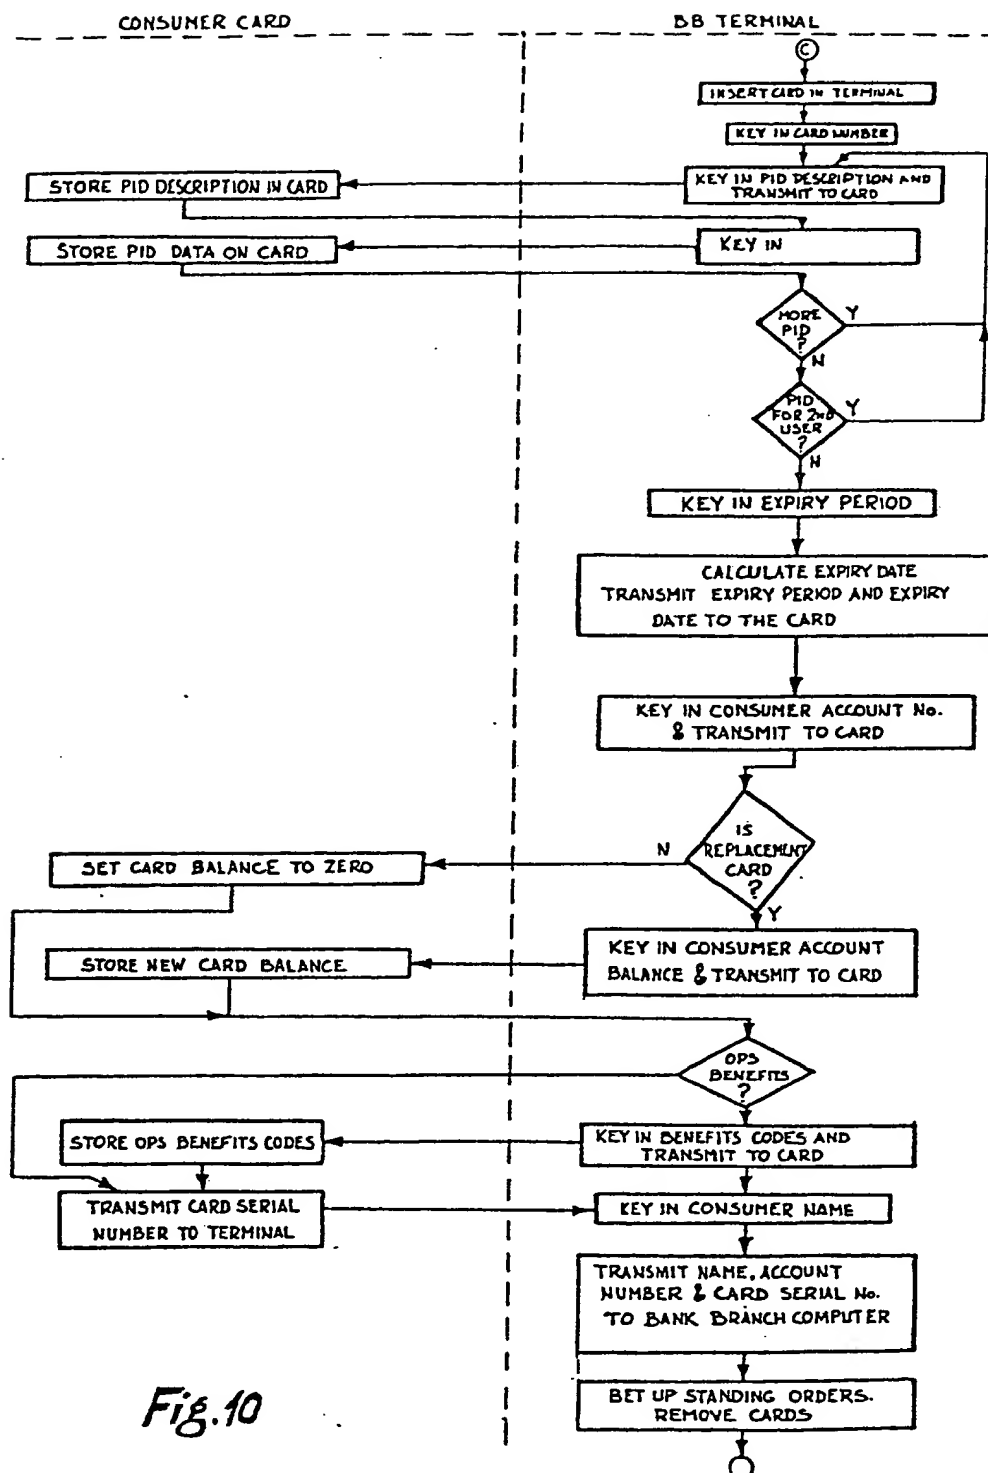 CONSUMER CARD
BB TERMINAL
C
INSERT CARD IN TERMINAL
KEY IN CARD NUMBER
KEY IN PID DESCRIPTION AND
TRANSMIT TO CARD
STORE PID DESCRIPTION IN CARD
KEY IN
STORE PID DATA ON CARD
MORE
PID
?
Y
N
PID
FOR 2ND
USER
?
Y
N
KEY IN EXPIRY PERIOD
CALCULATE EXPIRY DATE
TRANSMIT EXPIRY PERIOD AND EXPIRY
DATE TO THE CARD
KEY IN CONSUMER ACCOUNT No.
& TRANSMIT TO CARD
IS
REPLACEMENT
CARD
?
N
Y
SET CARD BALANCE TO ZERO
KEY IN CONSUMER ACCOUNT
BALANCE & TRANSMIT TO CARD
STORE NEW CARD BALANCE
OPS
BENEFITS
?
KEY IN BENEFITS CODES AND
TRANSMIT TO CARD
STORE OPS BENEFITS CODES
TRANSMIT CARD SERIAL
NUMBER TO TERMINAL
KEY IN CONSUMER NAME
TRANSMIT NAME, ACCOUNT
NUMBER & CARD SERIAL No.
TO BANK BRANCH COMPUTER
BET UP STANDING ORDERS.
REMOVE CARDS
Fig.10